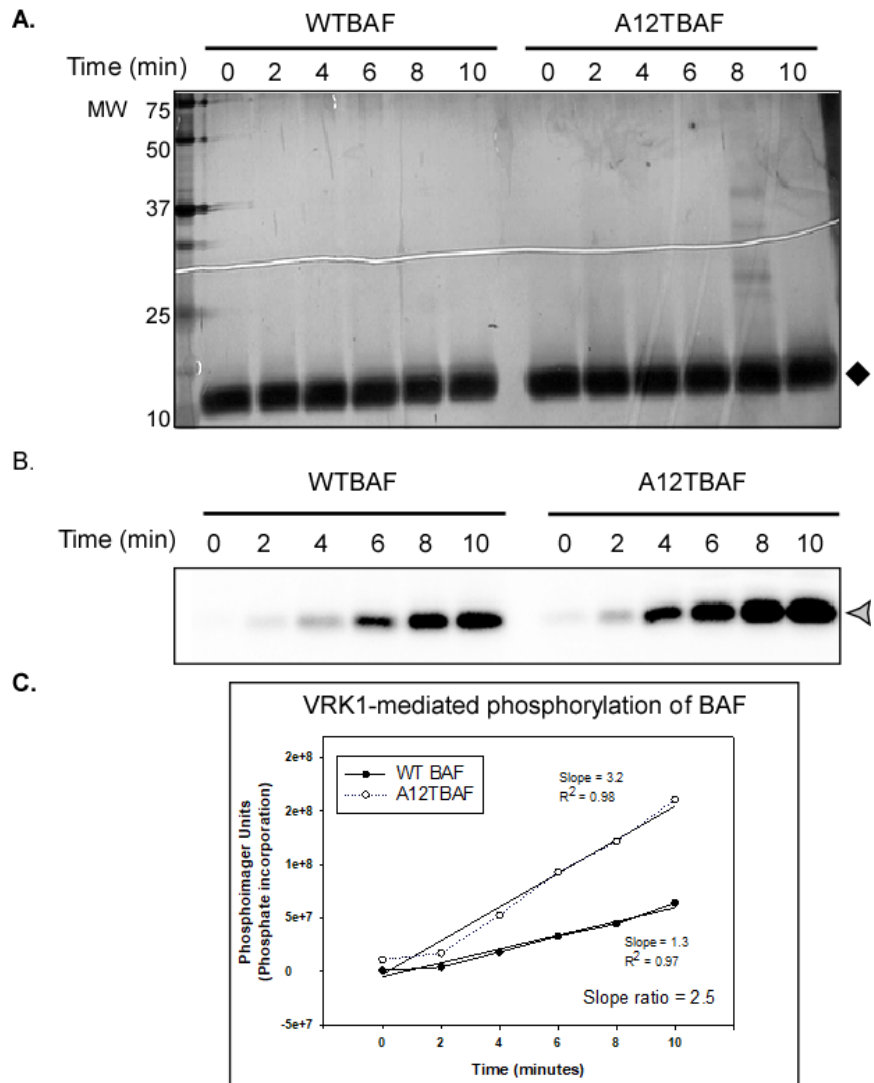 A.
WTBAF A12TBAF
Time (min) 0 2 4 6 8 10 0 2 4 6 8 10
MW 75
50
37
25
10
B.
WTBAF A12TBAF
Time (min) 0 2 4 6 8 10 0 2 4 6 8 10
C.
VRK1-mediated phosphorylation of BAF
2e+8
2e+8
1e+8
5e+7
0
-5e+7
Phosphoimager Units
(Phosphate incorporation)
WT BAF
A12TBAF
Slope = 3.2
R² = 0.98
Slope = 1.3
R² = 0.97
Slope ratio = 2.5
0 2 4 6 8 10
Time (minutes)